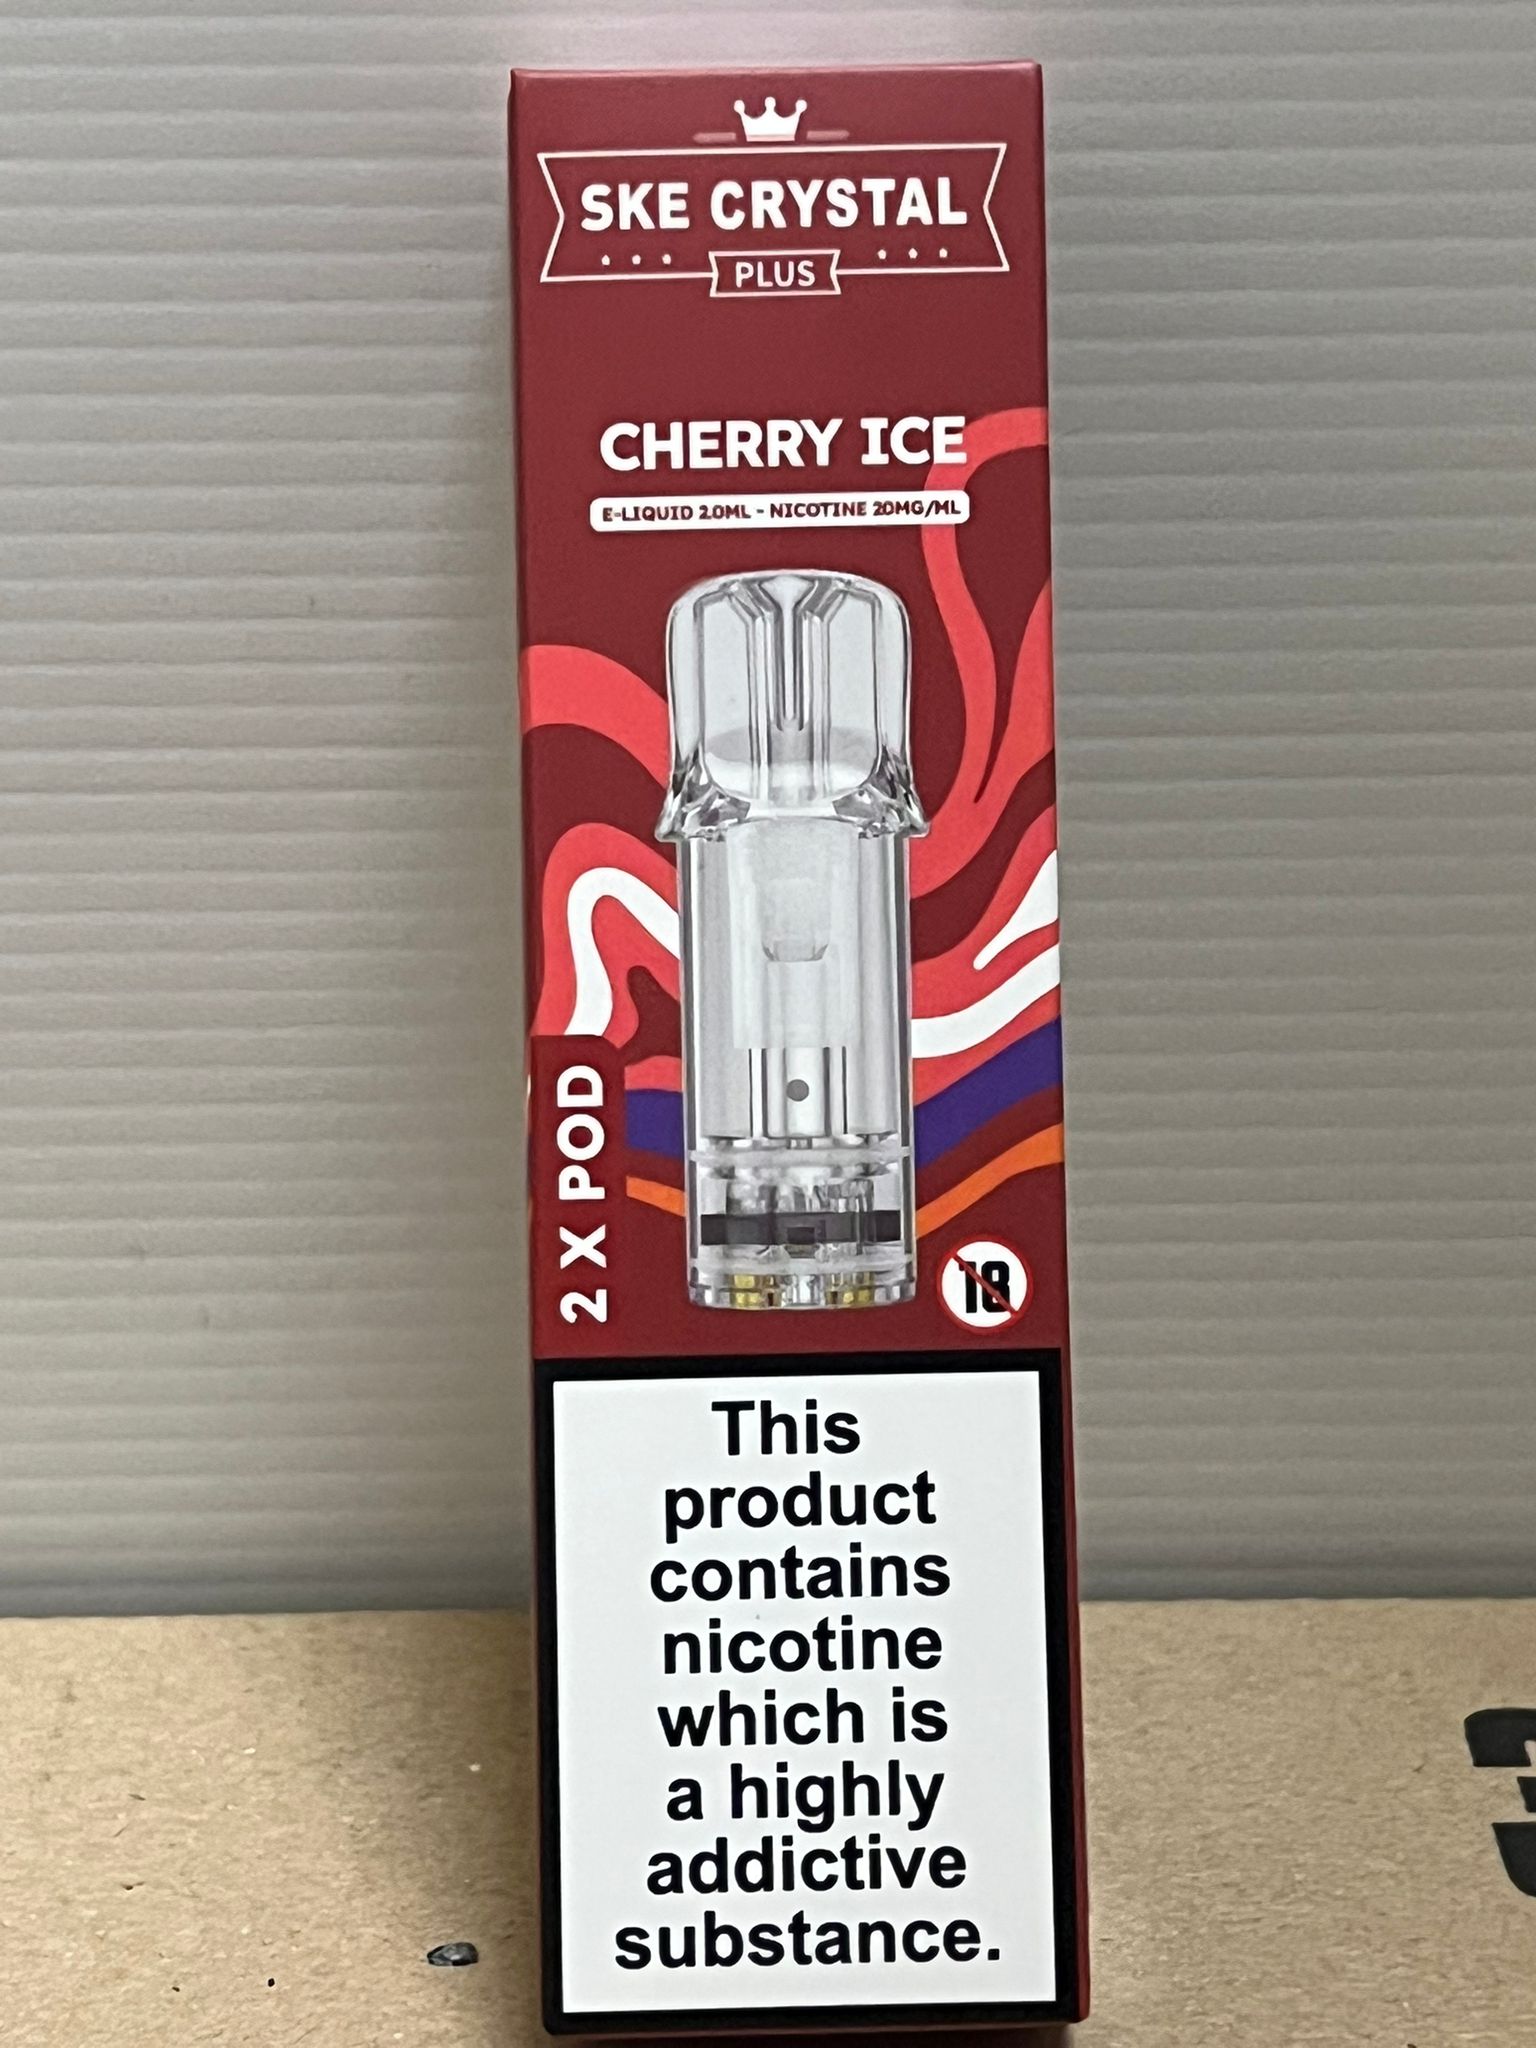 SKE CRYSTAL
PLUS
CHERRY ICE
E-LIQUID 2.0ML - NICOTINE 20MG/ML
2 X POD
18
This
product
contains
nicotine
which is
a highly
addictive
substance.